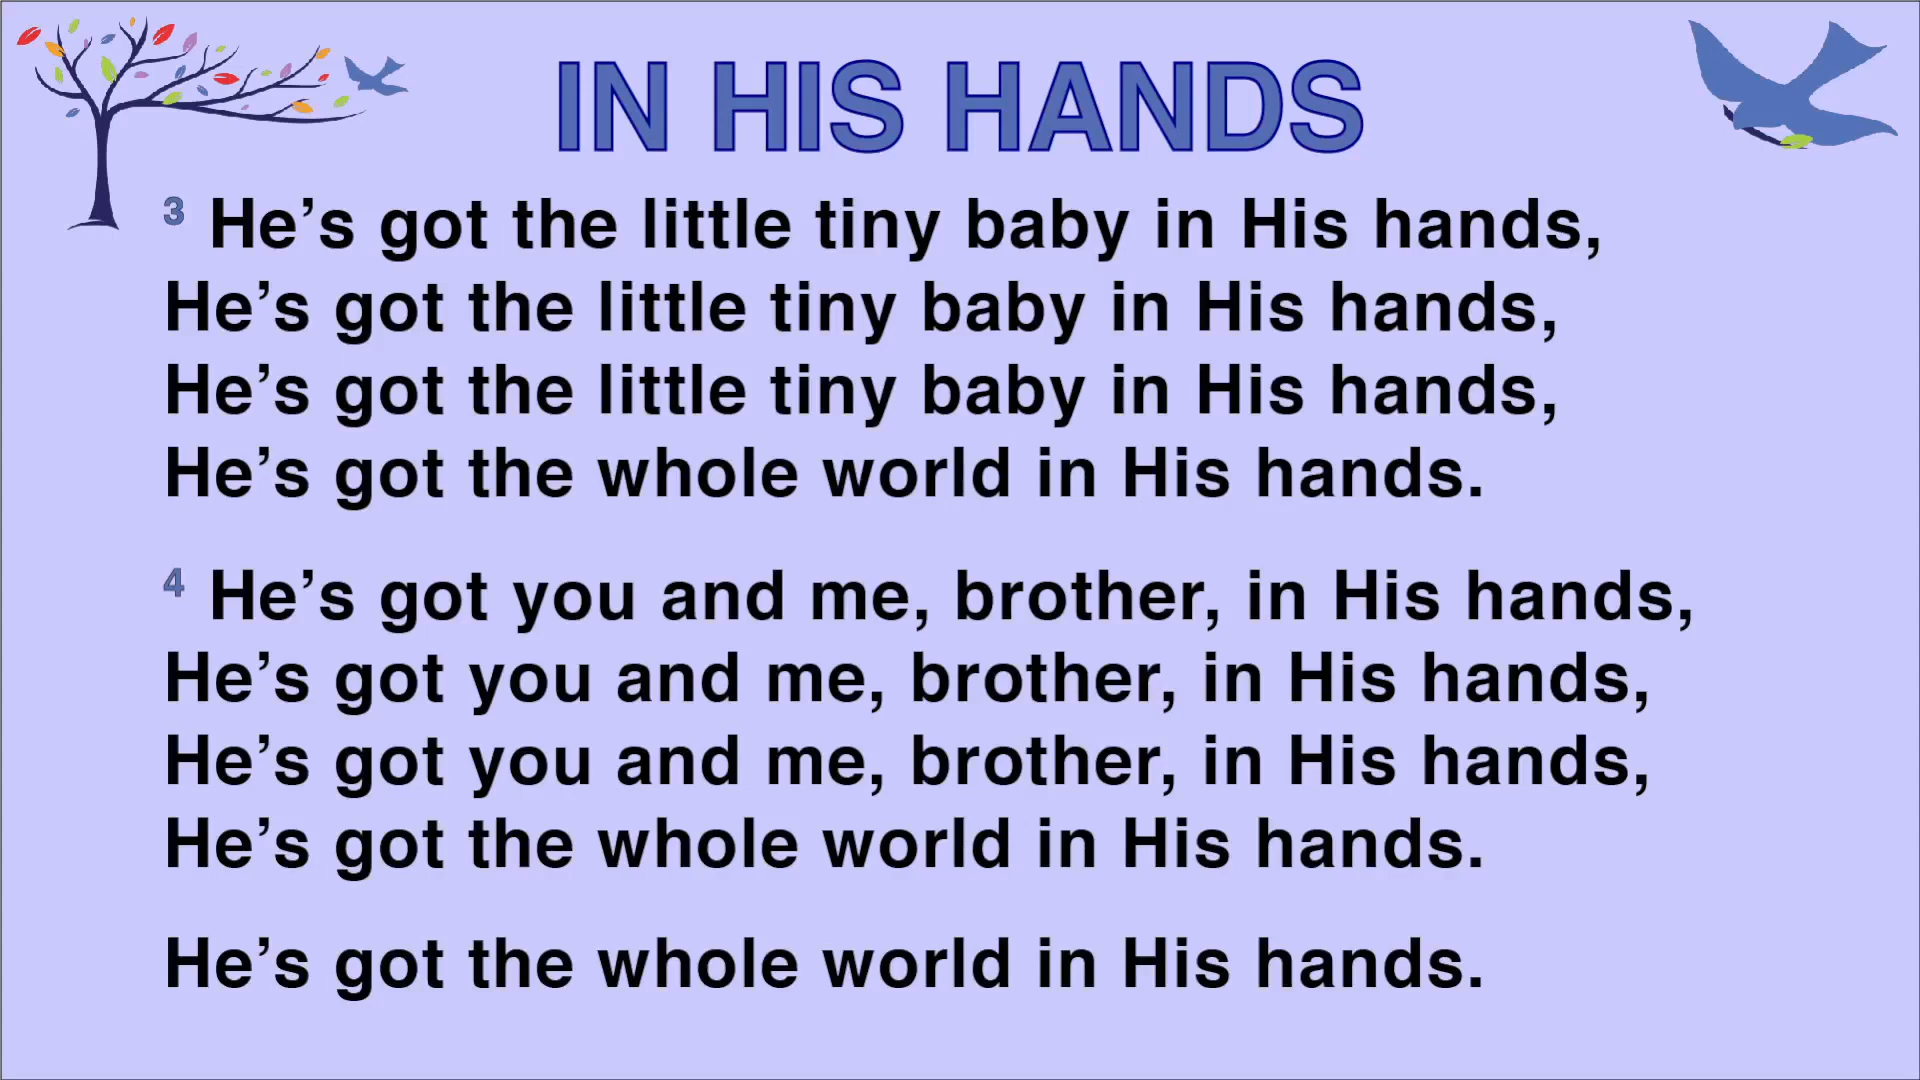 IN HIS HANDS
3 He’s got the little tiny baby in His hands,
He’s got the little tiny baby in His hands,
He’s got the little tiny baby in His hands,
He’s got the whole world in His hands.
4 He’s got you and me, brother, in His hands,
He’s got you and me, brother, in His hands,
He’s got you and me, brother, in His hands,
He’s got the whole world in His hands.
He’s got the whole world in His hands.